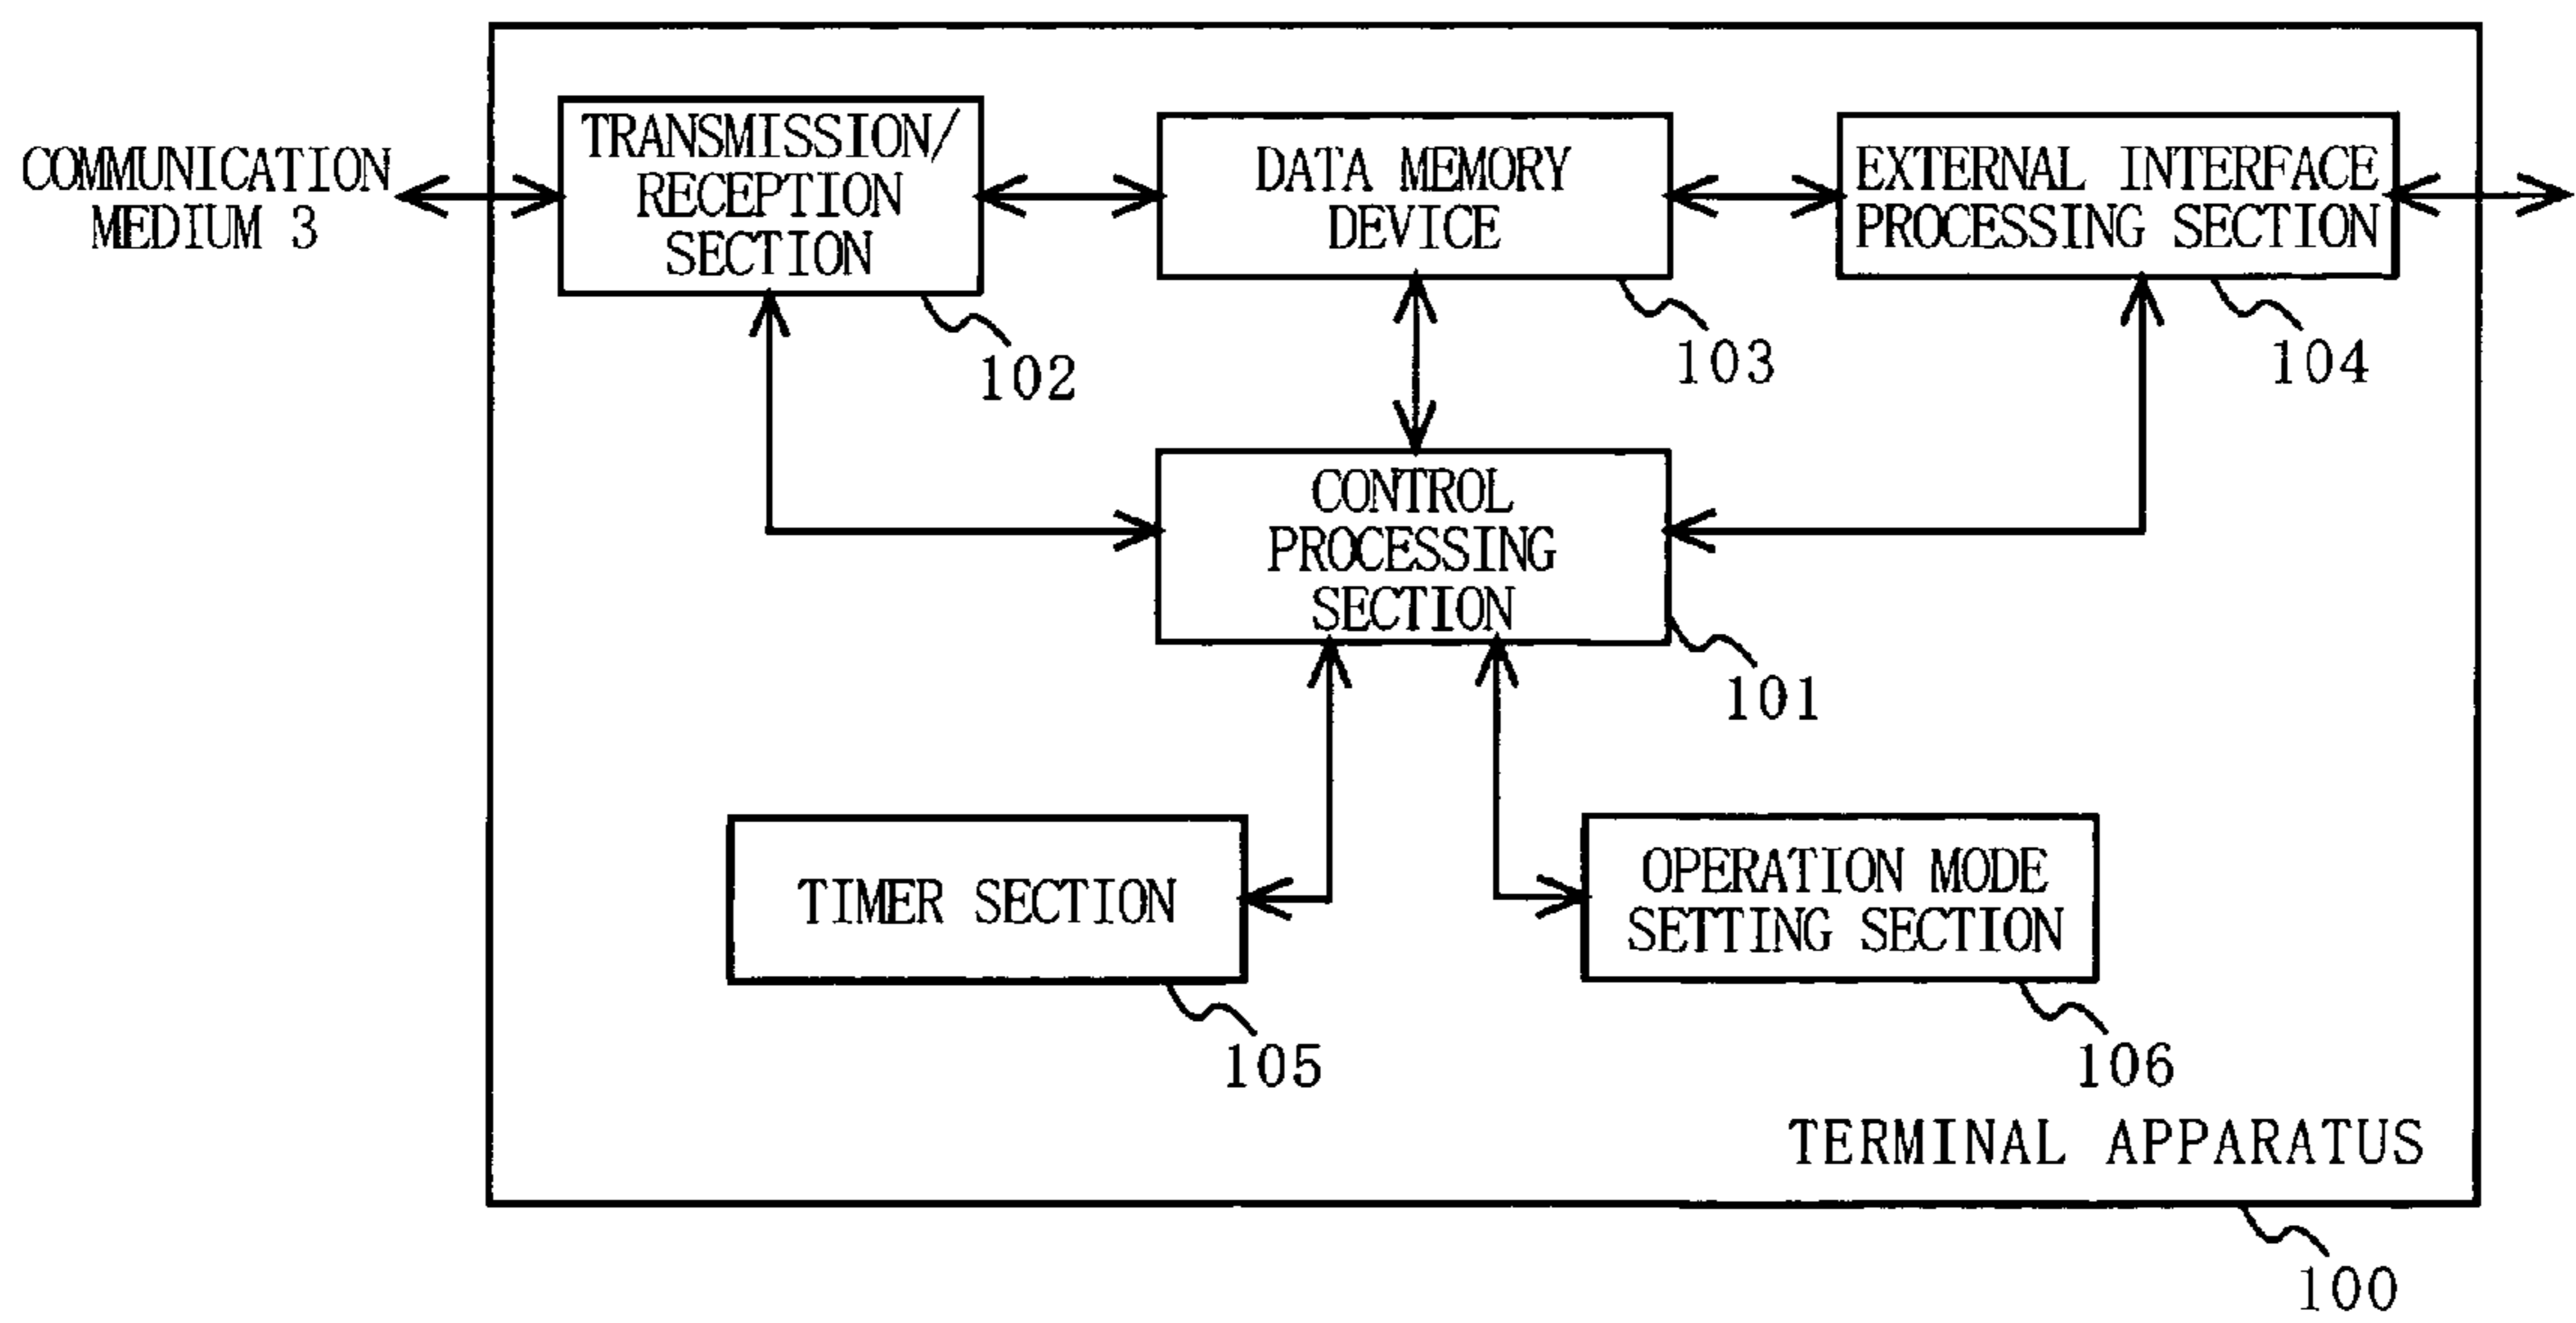 COMMUNICATION
MEDIUM 3
TRANSMISSION/
RECEPTION
SECTION
102
DATA MEMORY
DEVICE
103
EXTERNAL INTERFACE
PROCESSING SECTION
104
CONTROL
PROCESSING
SECTION
101
TIMER SECTION
105
OPERATION MODE
SETTING SECTION
106
TERMINAL APPARATUS
100